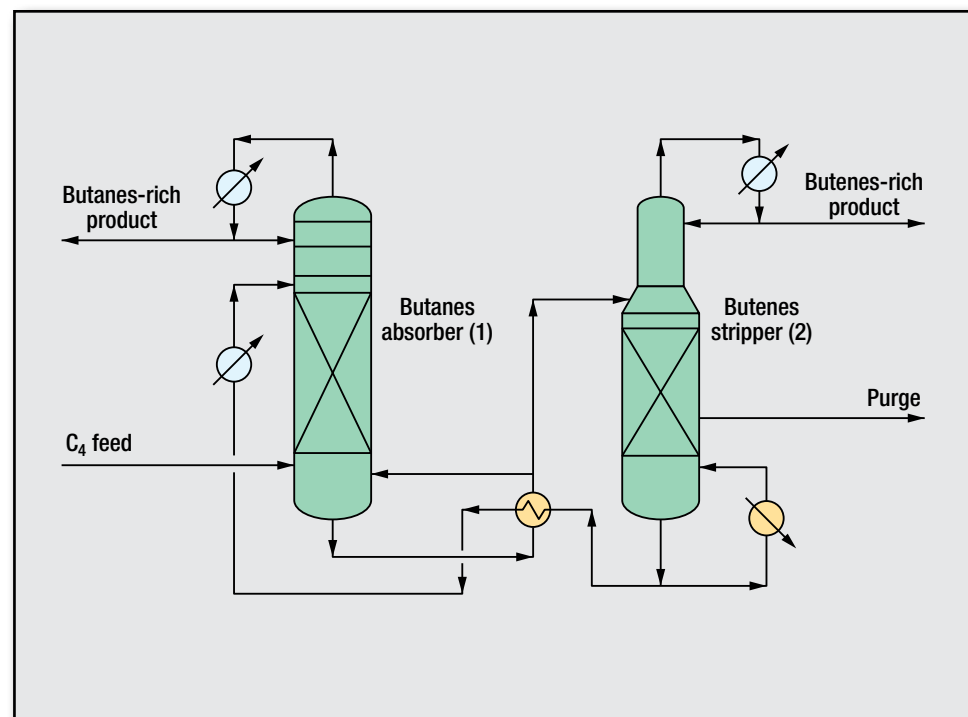 Butanes-rich
product
Butenes-rich
product
Butanes
absorber (1)
Butenes
stripper (2)
Purge
C₄ feed